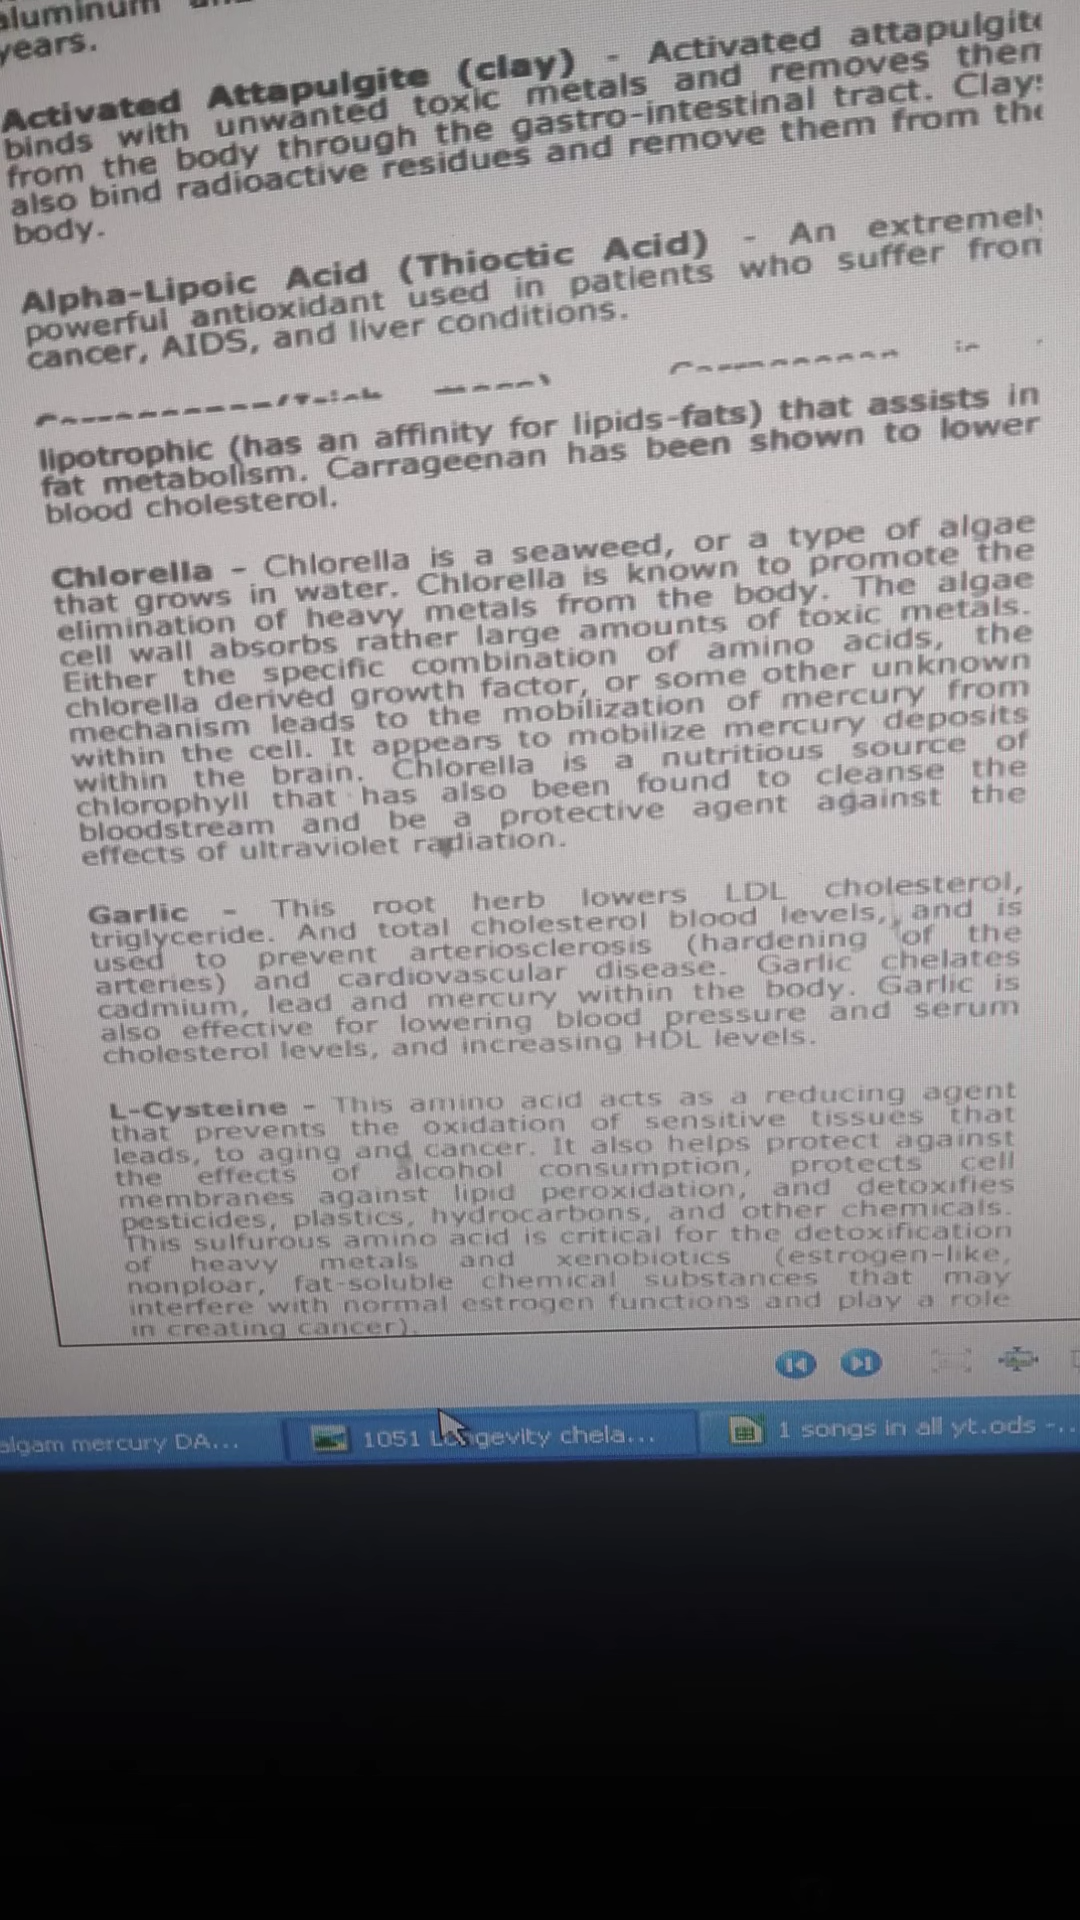 aluminum
years.
Activated Attapulgite (clay) - Activated attapulgite
binds with unwanted toxic metals and removes them
from the body through the gastro-intestinal tract. Clays
also bind radioactive residues and remove them from the
body.
Alpha-Lipoic Acid (Thioctic Acid) - An extremely
powerful antioxidant used in patients who suffer from
cancer, AIDS, and liver conditions.
lipotrophic (has an affinity for lipids-fats) that assists in
fat metabolism. Carrageenan has been shown to lower
blood cholesterol.
Chlorella - Chlorella is a seaweed, or a type of algae
that grows in water. Chlorella is known to promote the
elimination of heavy metals from the body. The algae
cell wall absorbs rather large amounts of toxic metals.
Either the specific combination of amino acids, the
chlorella derived growth factor, or some other unknown
mechanism leads to the mobilization of mercury from
within the cell. It appears to mobilize mercury deposits
within the brain. Chlorella is a nutritious source of
chlorophyll that has also been found to cleanse the
bloodstream and be a protective agent against the
effects of ultraviolet radiation.
Garlic - This root herb lowers LDL cholesterol,
triglyceride. And total cholesterol blood levels, and is
used to prevent arteriosclerosis (hardening of the
arteries) and cardiovascular disease. Garlic chelates
cadmium, lead and mercury within the body. Garlic is
also effective for lowering blood pressure and serum
cholesterol levels, and increasing HDL levels.
L-Cysteine - This amino acid acts as a reducing agent
that prevents the oxidation of sensitive tissues that
leads, to aging and cancer. It also helps protect against
the effects of alcohol consumption, protects cell
membranes against lipid peroxidation, and detoxifies
pesticides, plastics, hydrocarbons, and other chemicals.
This sulfurous amino acid is critical for the detoxification
of heavy metals and xenobiotics (estrogen-like,
nonploar, fat-soluble chemical substances that may
interfere with normal estrogen functions and play a role
in creating cancer).
algam mercury DA...
1051 Longevity chela...
1 songs in all yt.ods -...